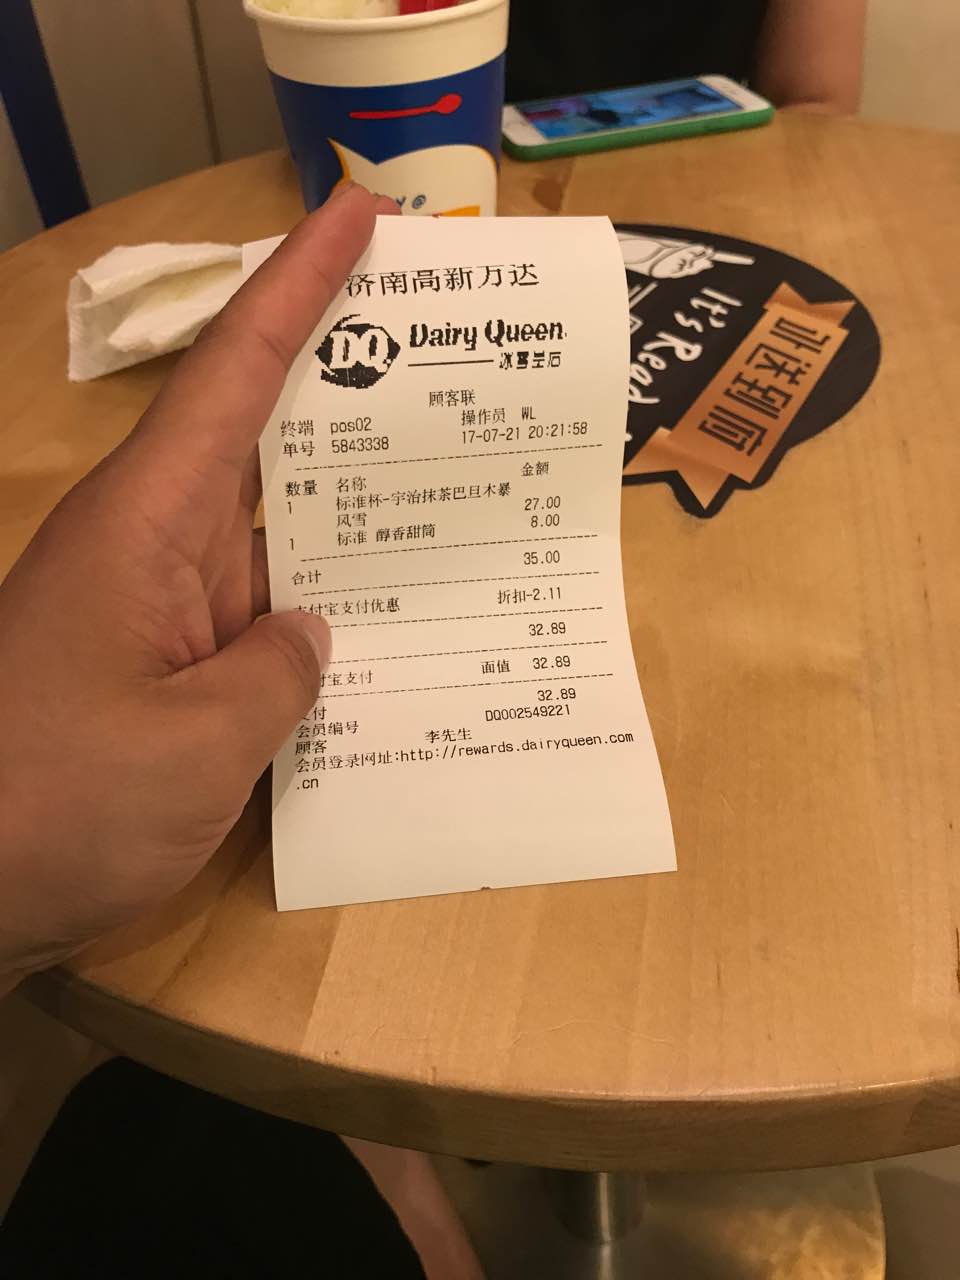 济南高新万达
DQ Dairy Queen
冰雪皇后
顾客联
终端 pos02 操作员 WL
单号 5843338 17-07-21 20:21:58
数量 名称 金额
1 标准杯-宇治抹茶巴旦木暴
风雪 27.00
1 标准 醇香甜筒 8.00
合计 35.00
支付宝支付优惠 折扣-2.11
32.89
付宝支付 面值 32.89
支付 32.89
会员编号 DQ002549221
顾客 李先生
会员登录网址:http://rewards.dairyqueen.com
.cn
It's Read
@